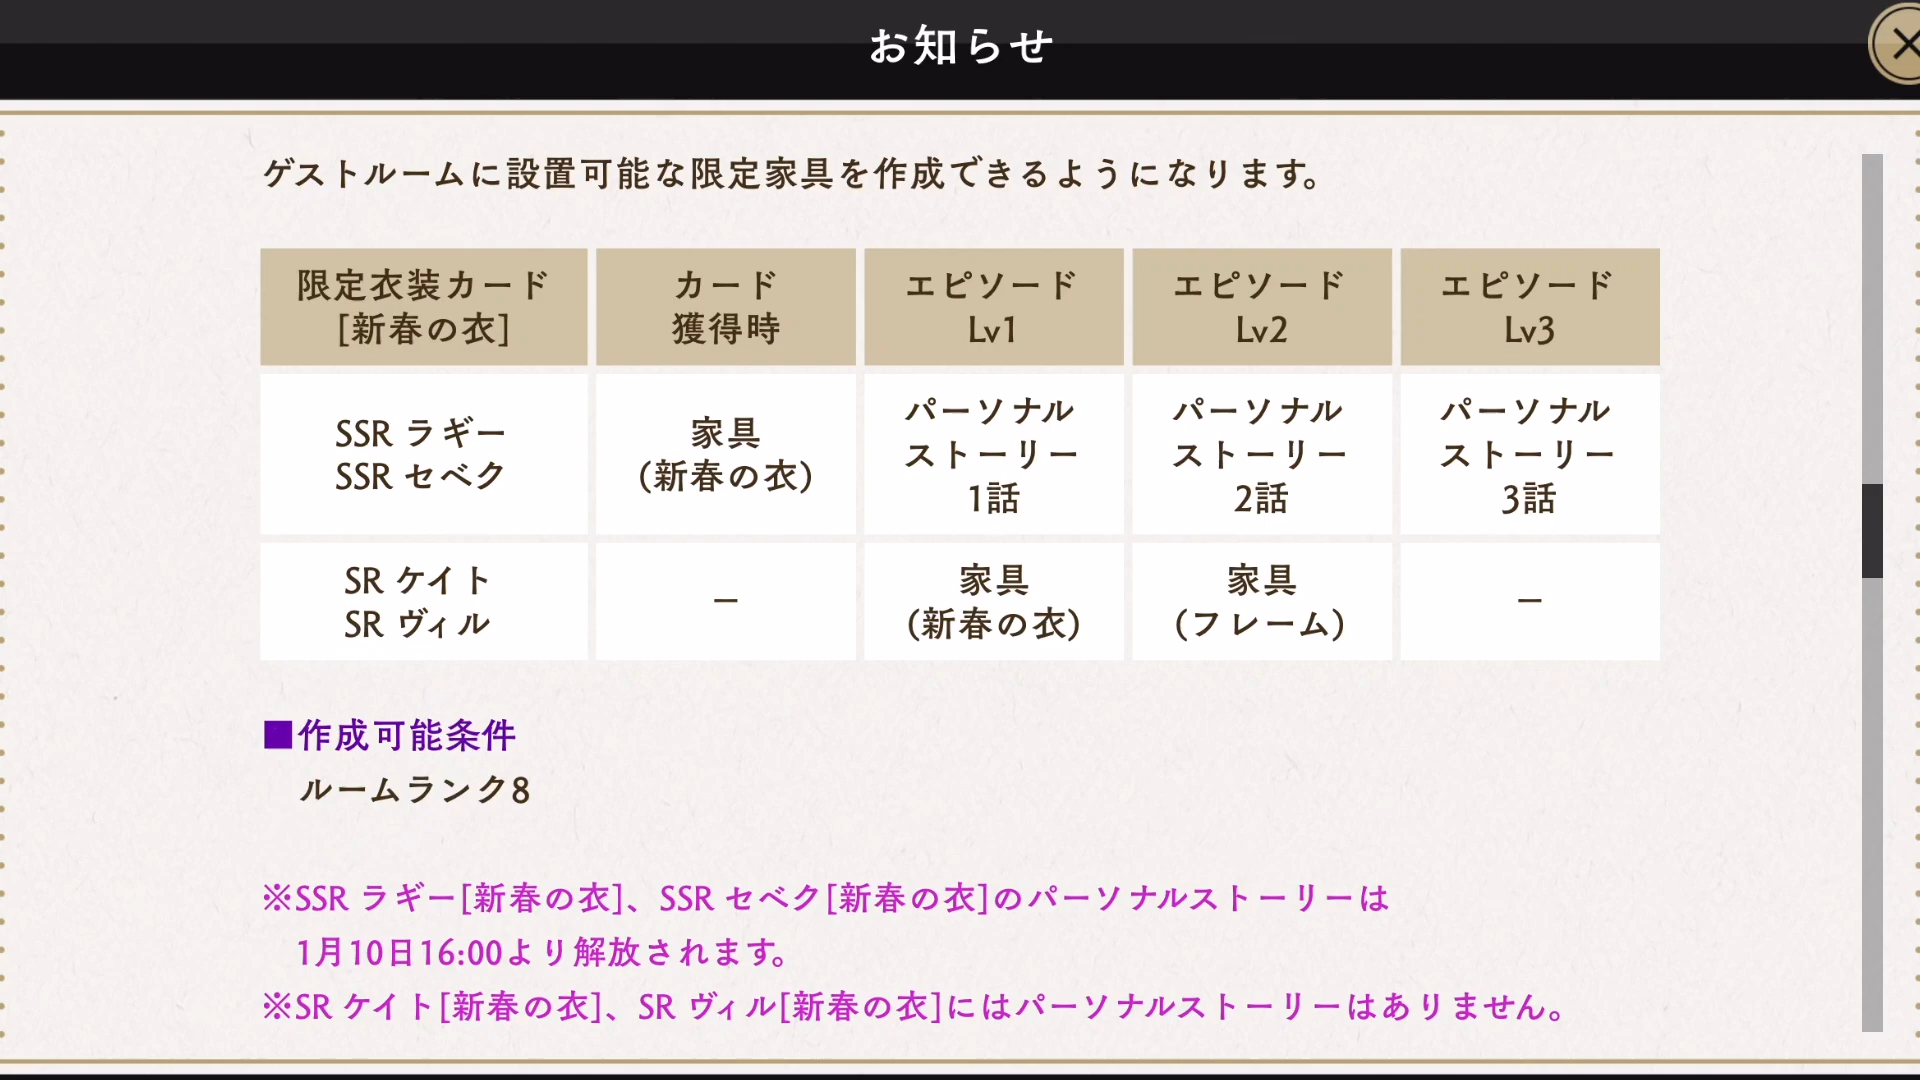 お知らせ
ゲストルームに設置可能な限定家具を作成できるようになります。
限定衣装カード
[新春の衣]
カード
獲得時
エピソード
Lv1
エピソード
Lv2
エピソード
Lv3
SSR ラギー
SSR セベク
家具
(新春の衣)
パーソナル
ストーリー
1話
パーソナル
ストーリー
2話
パーソナル
ストーリー
3話
SR ケイト
SR ヴィル
–
家具
(新春の衣)
家具
(フレーム)
–
■作成可能条件
ルームランク8
※SSR ラギー[新春の衣]、SSR セベク[新春の衣]のパーソナルストーリーは
1月10日16:00より解放されます。
※SR ケイト[新春の衣]、SR ヴィル[新春の衣]にはパーソナルストーリーはありません。